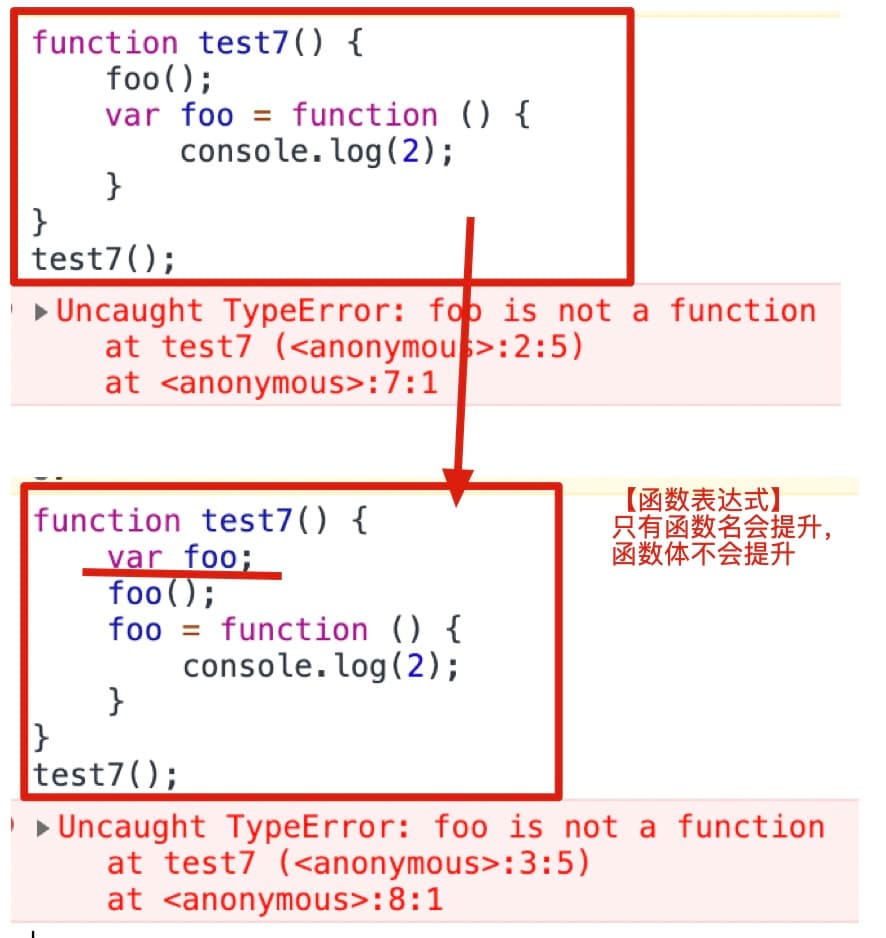 function test7() {
    foo();
    var foo = function () {
        console.log(2);
    }
}
test7();
Uncaught TypeError: foo is not a function
    at test7 (<anonymous>:2:5)
    at <anonymous>:7:1
function test7() {
    var foo;
    foo();
    foo = function () {
        console.log(2);
    }
}
test7();
【函数表达式】
只有函数名会提升,
函数体不会提升
Uncaught TypeError: foo is not a function
    at test7 (<anonymous>:3:5)
    at <anonymous>:8:1